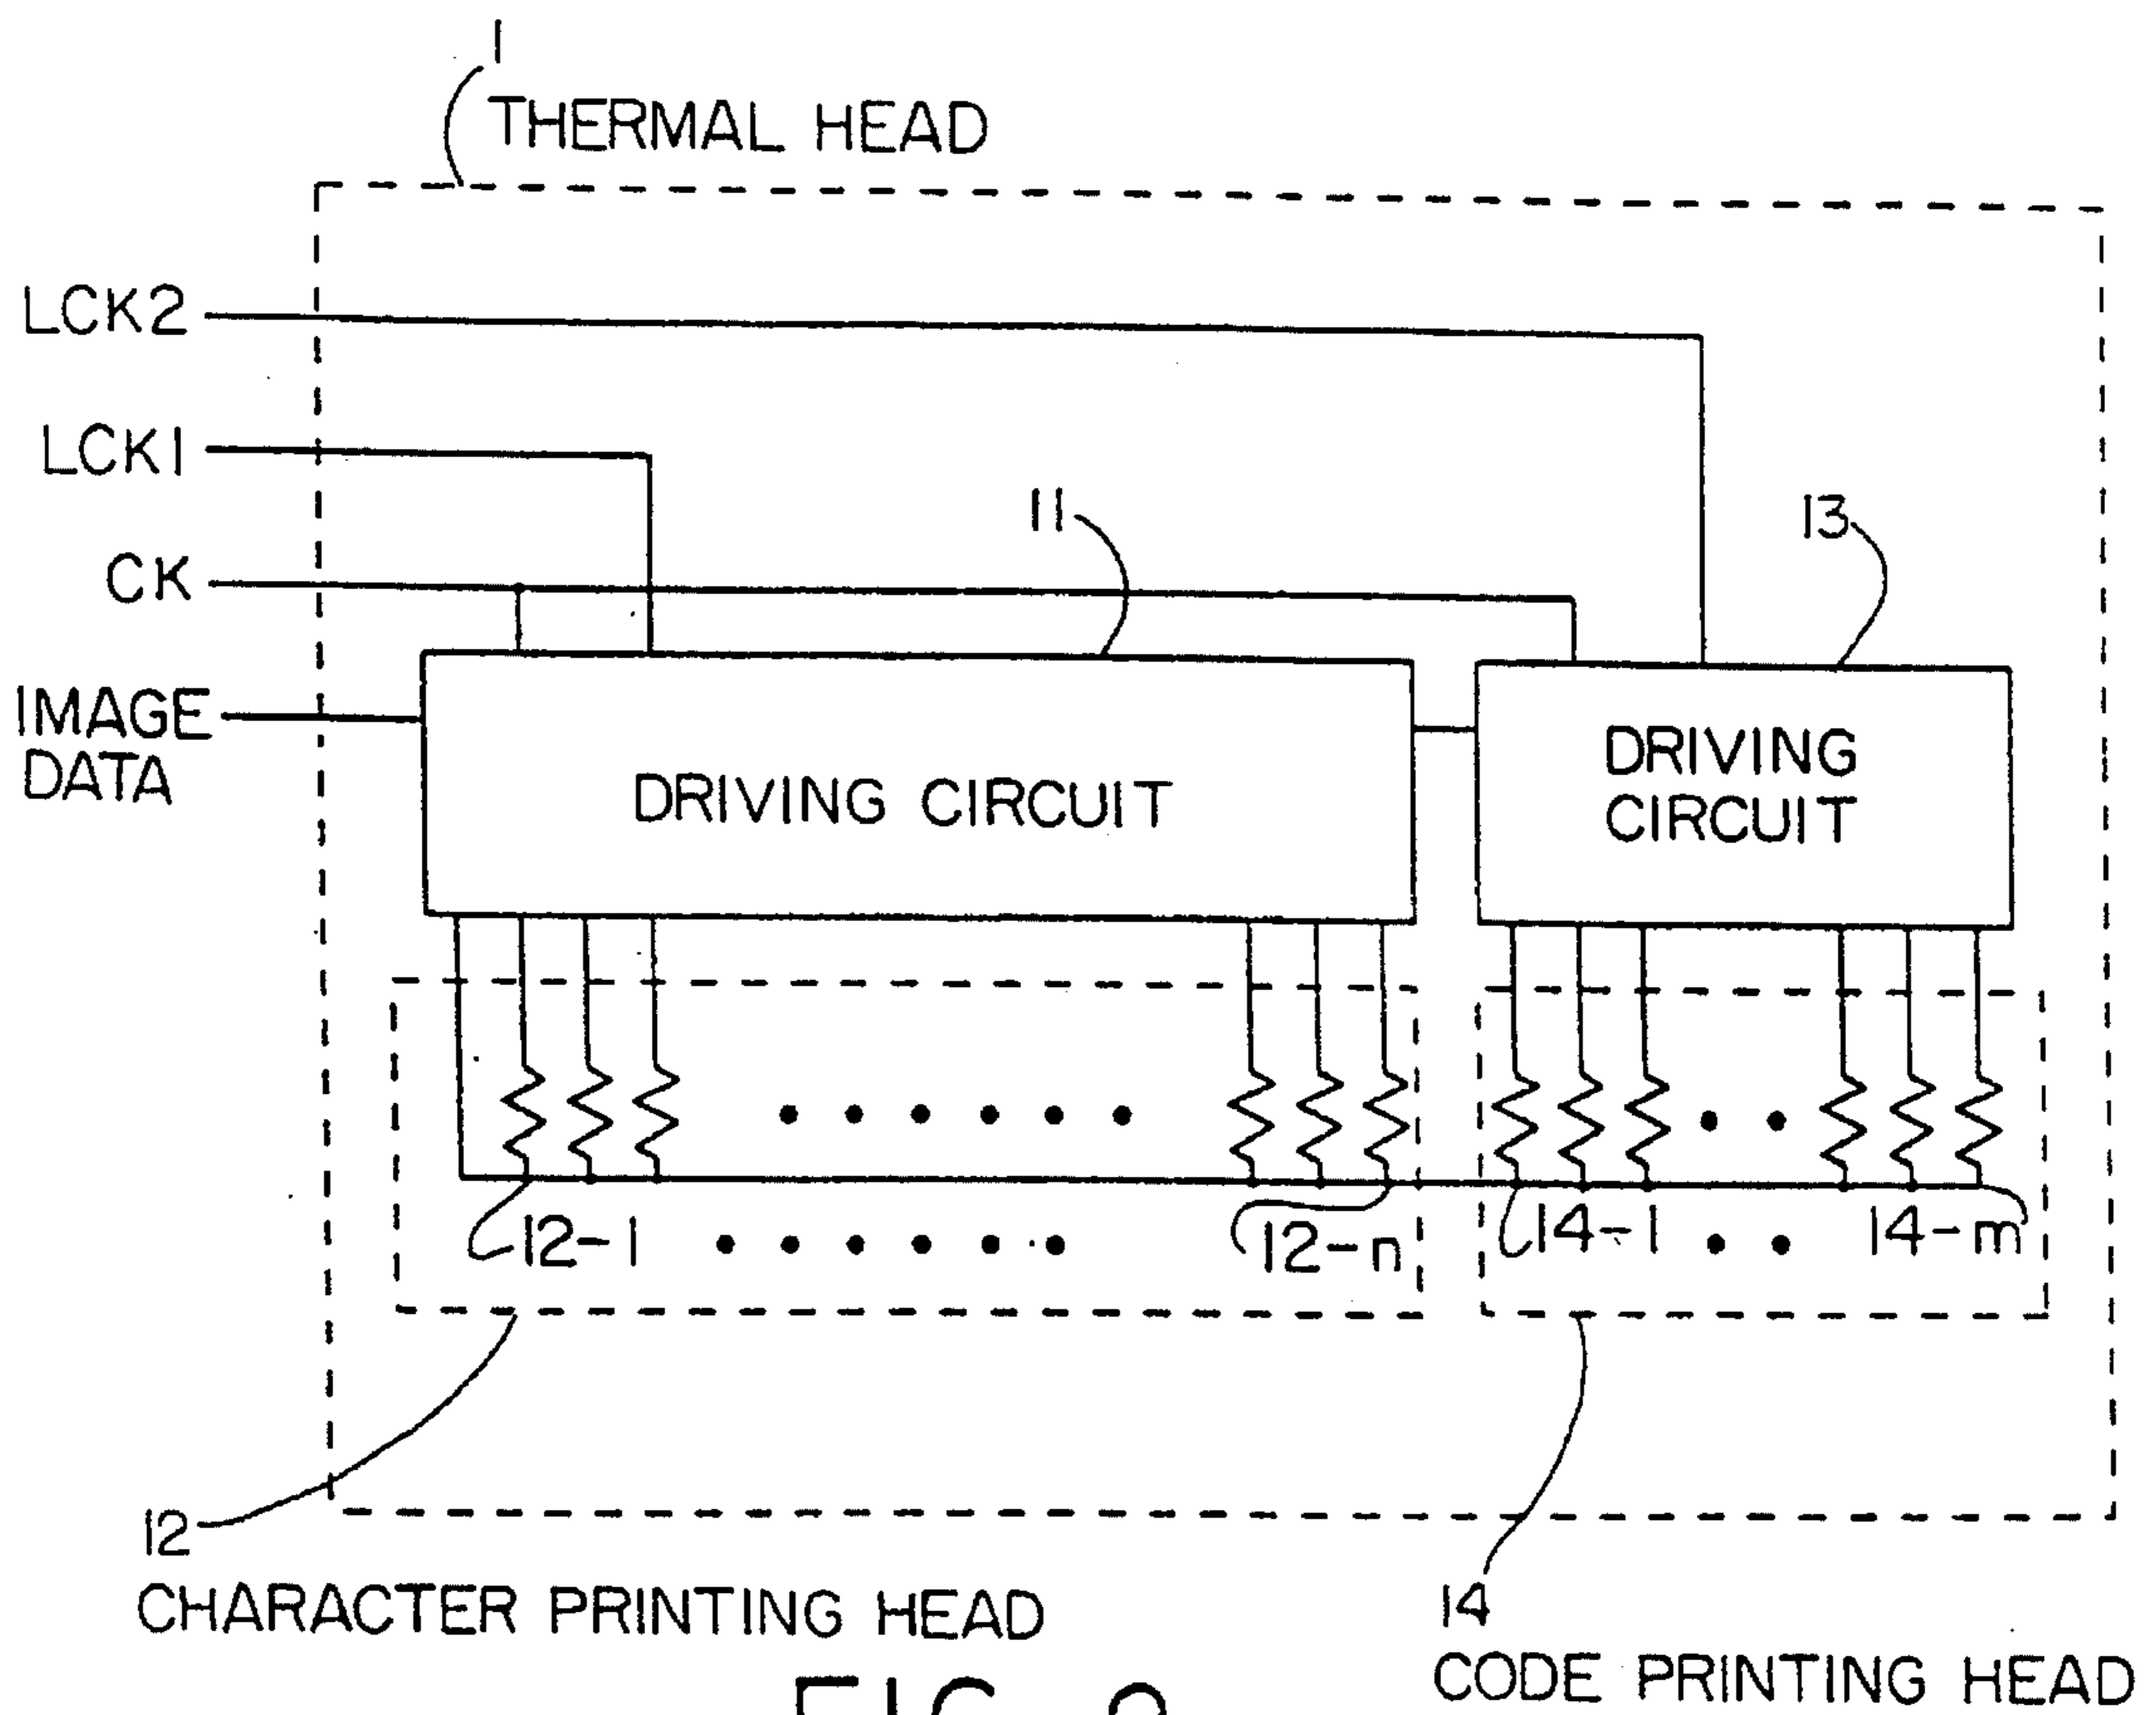 1
THERMAL HEAD
LCK2
LCK1
CK
11
13
IMAGE
DATA
DRIVING CIRCUIT
DRIVING
CIRCUIT
12-1
12-n
14-1
14-m
12
CHARACTER PRINTING HEAD
14
CODE PRINTING HEAD